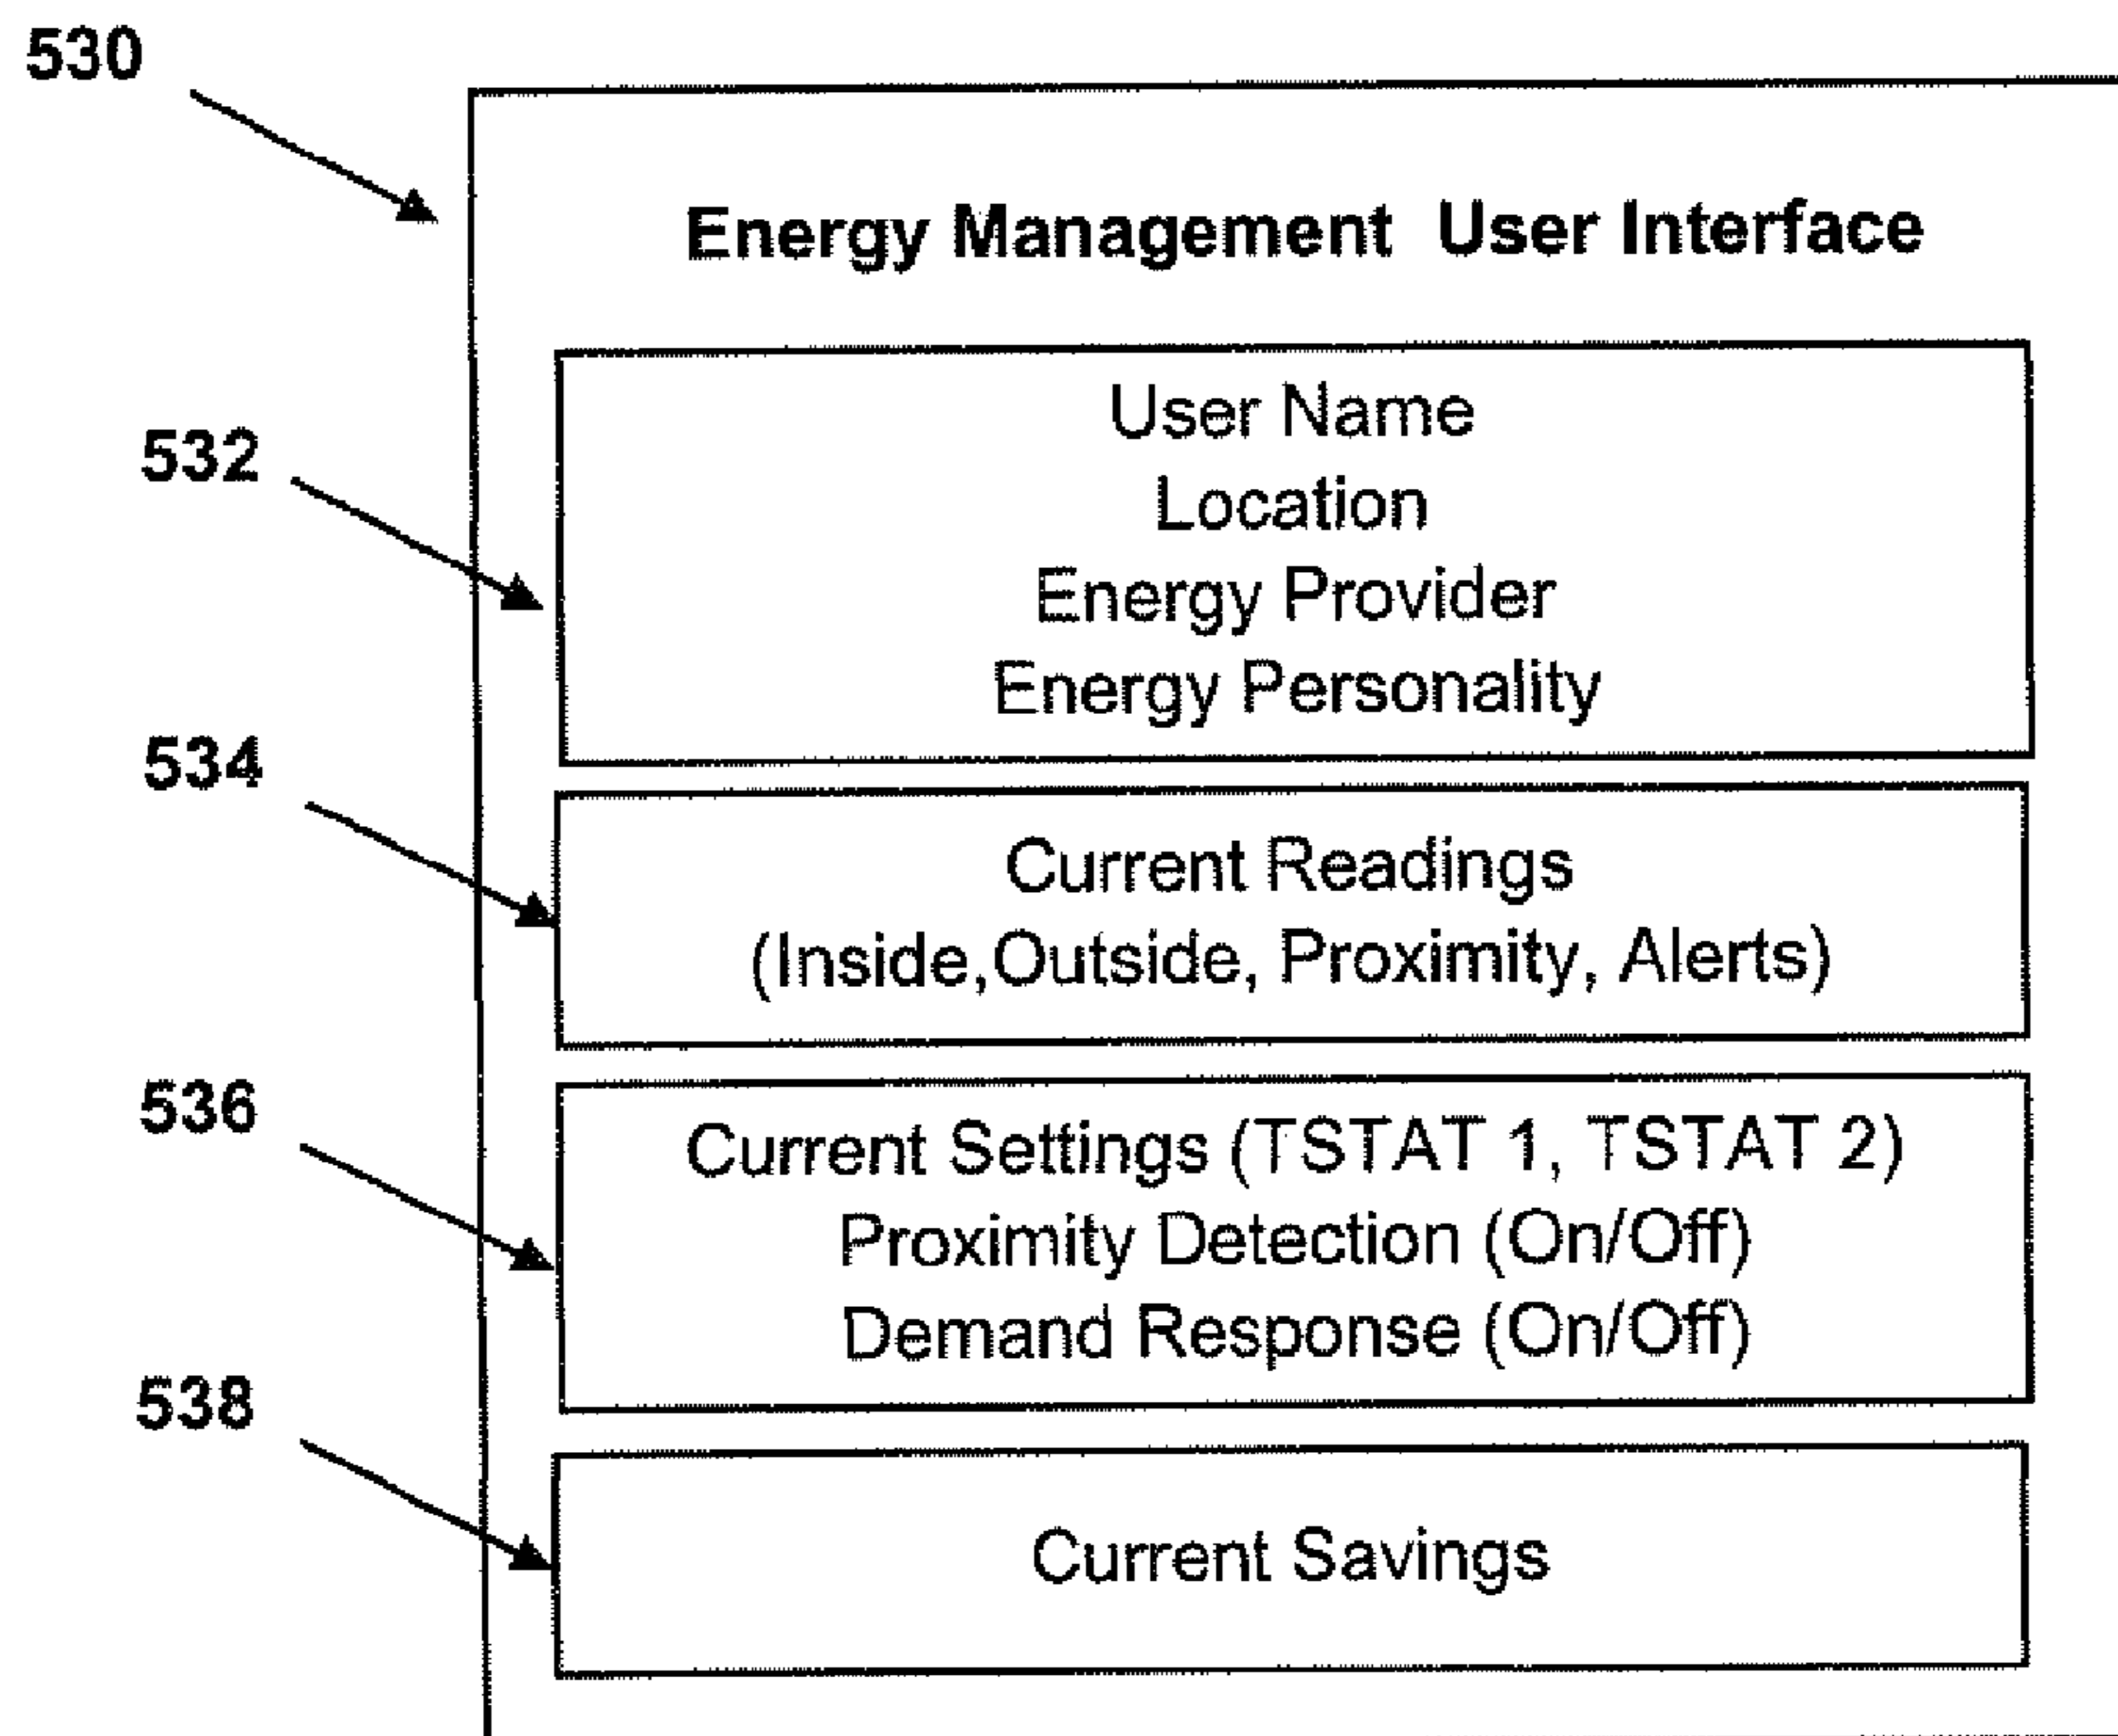 530
Energy Management User Interface
532
User Name
Location
Energy Provider
Energy Personality
534
Current Readings
(Inside,Outside, Proximity, Alerts)
536
Current Settings (TSTAT 1, TSTAT 2)
Proximity Detection (On/Off)
Demand Response (On/Off)
538
Current Savings